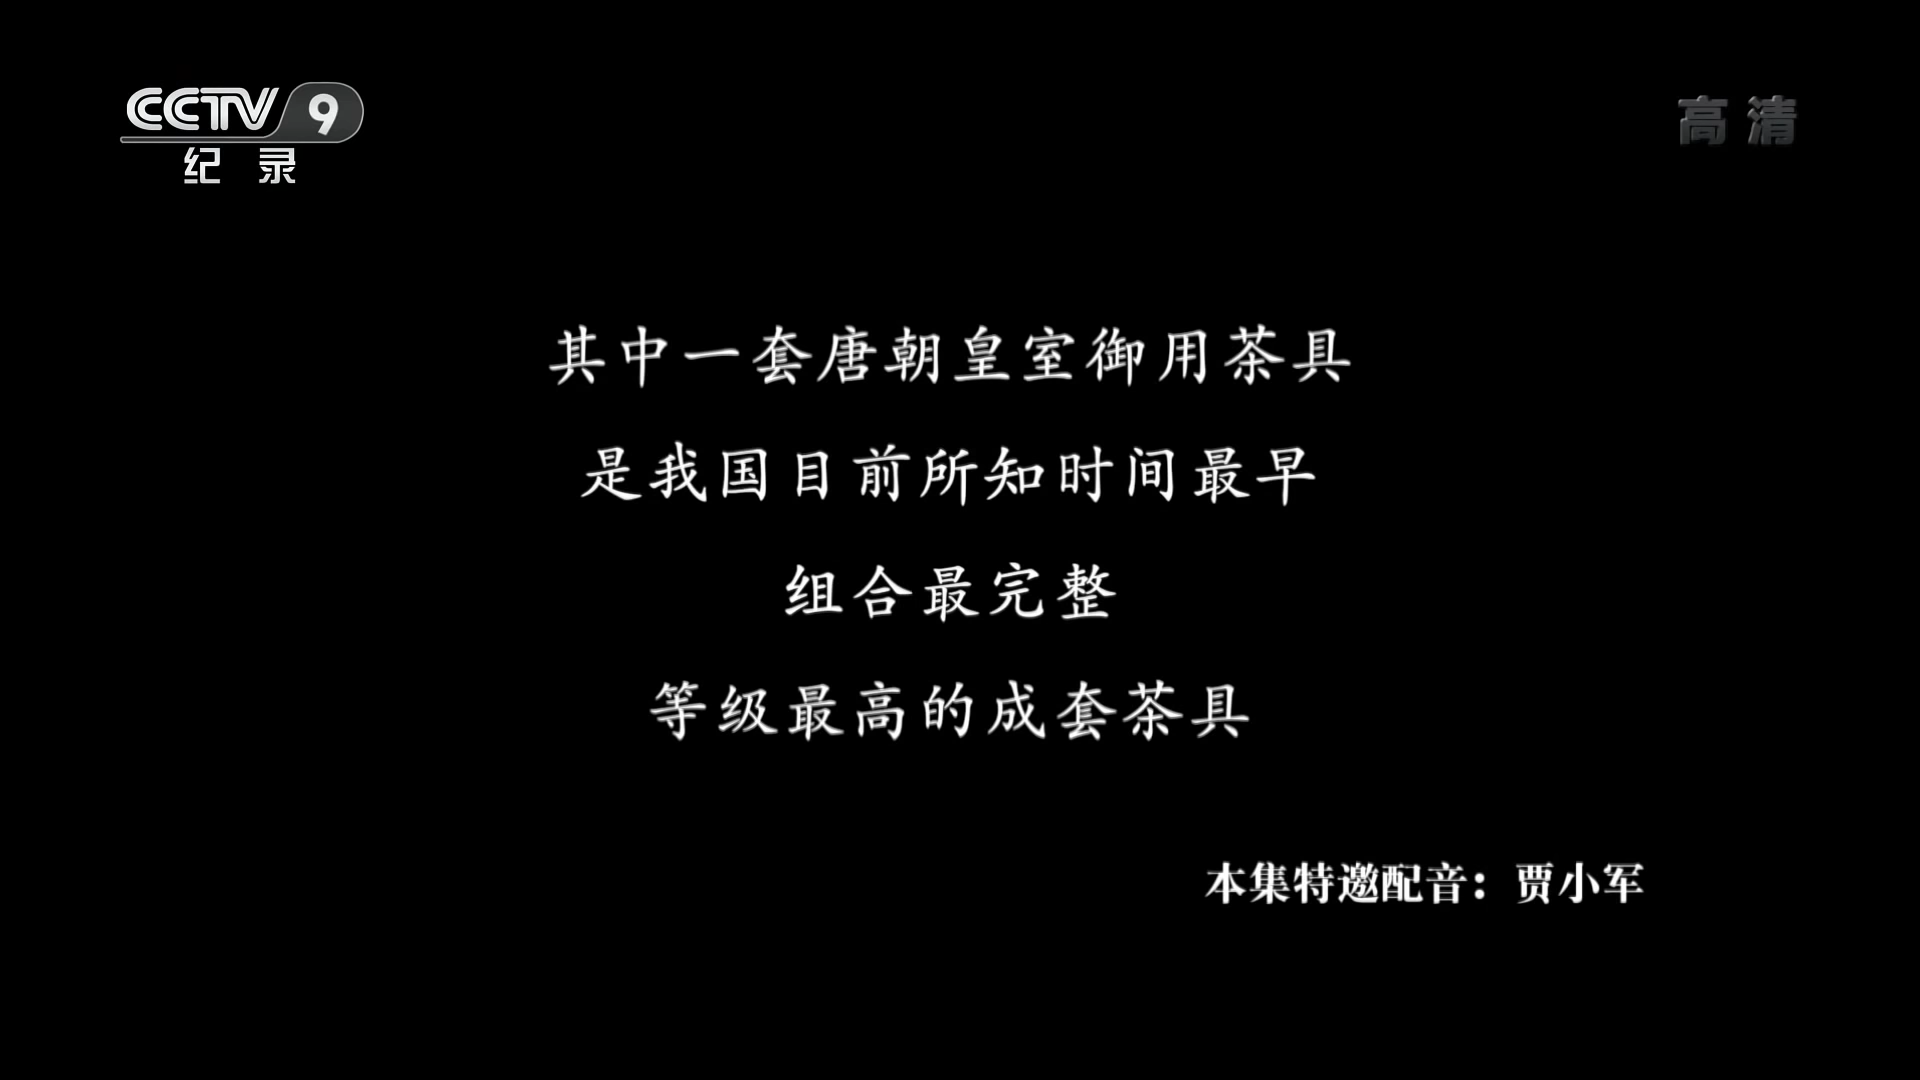 CCTV 9
纪录
高清
其中一套唐朝皇室御用茶具
是我国目前所知时间最早
组合最完整
等级最高的成套茶具
本集特邀配音：贾小军